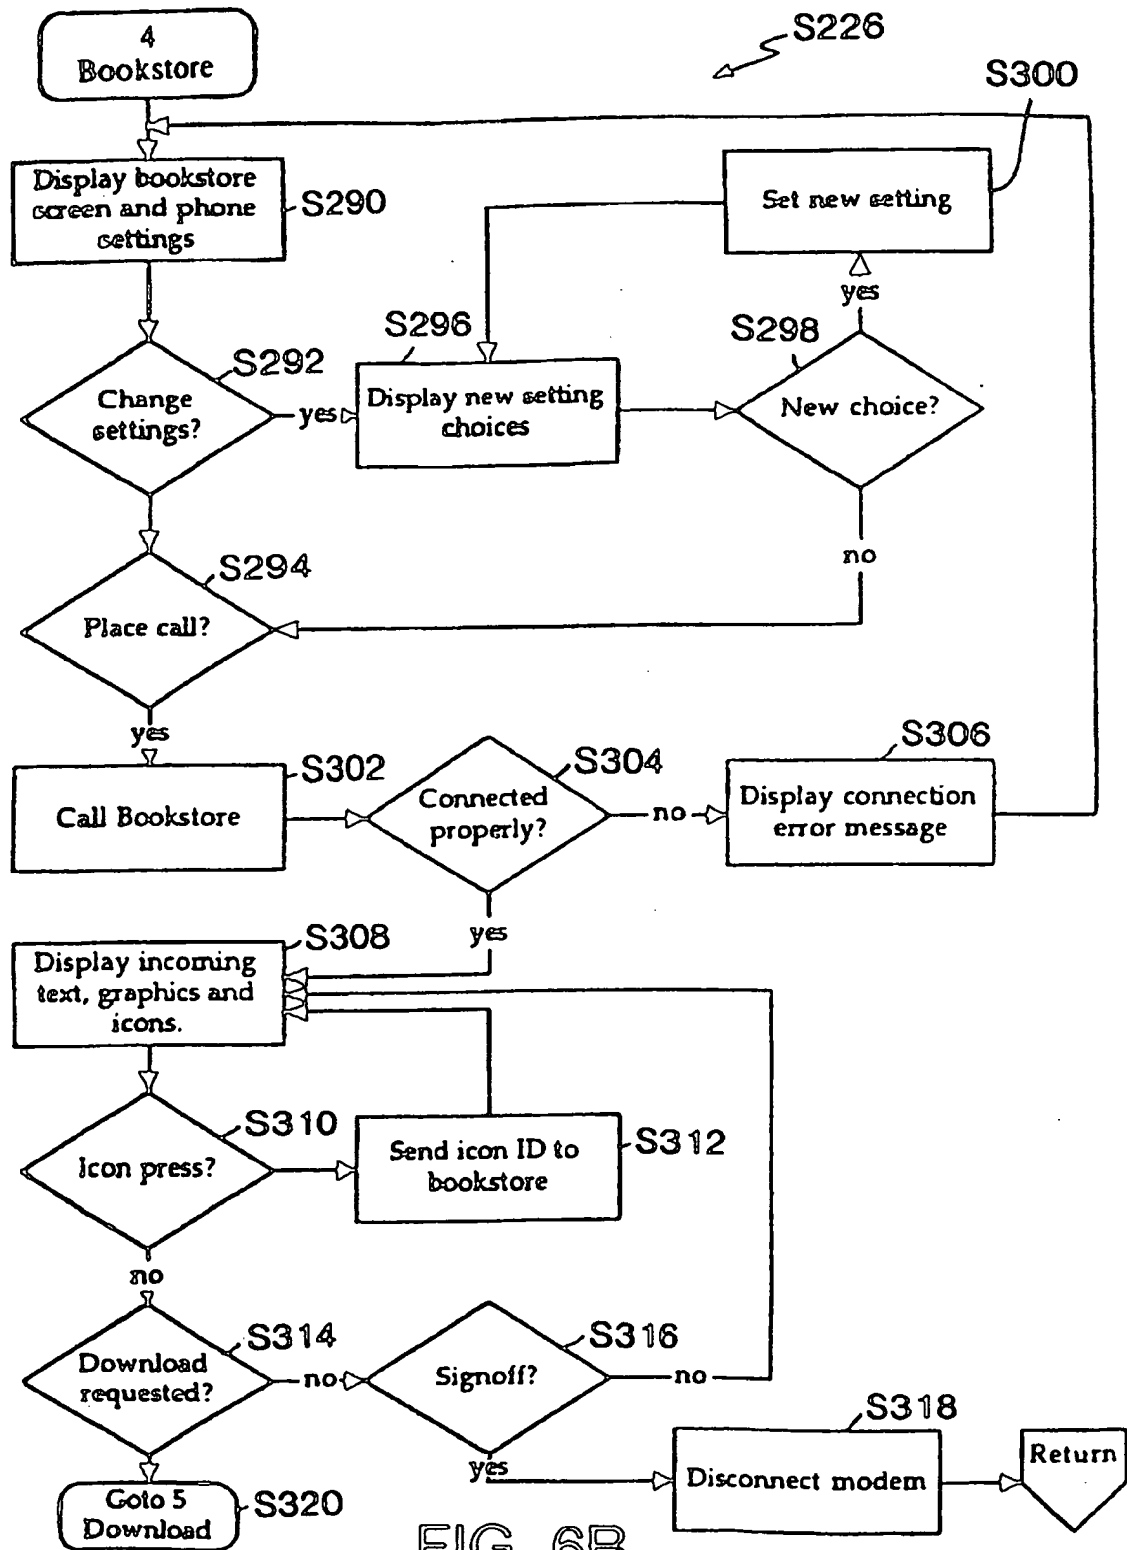 4
Bookstore
S226
S300
Display bookstore
screen and phone
settings
S290
Set new setting
yes
S296
S298
S292
Change
settings?
yes
Display new setting
choices
New choice?
no
S294
Place call?
yes
S302
Call Bookstore
S304
Connected
properly?
no
S306
Display connection
error message
yes
S308
Display incoming
text, graphics and
icons.
S310
Icon press?
Send icon ID to
bookstore
S312
no
S314
Download
requested?
no
S316
Signoff?
no
yes
S318
Disconnect modem
Return
Goto 5
Download
S320
FIG. 6B